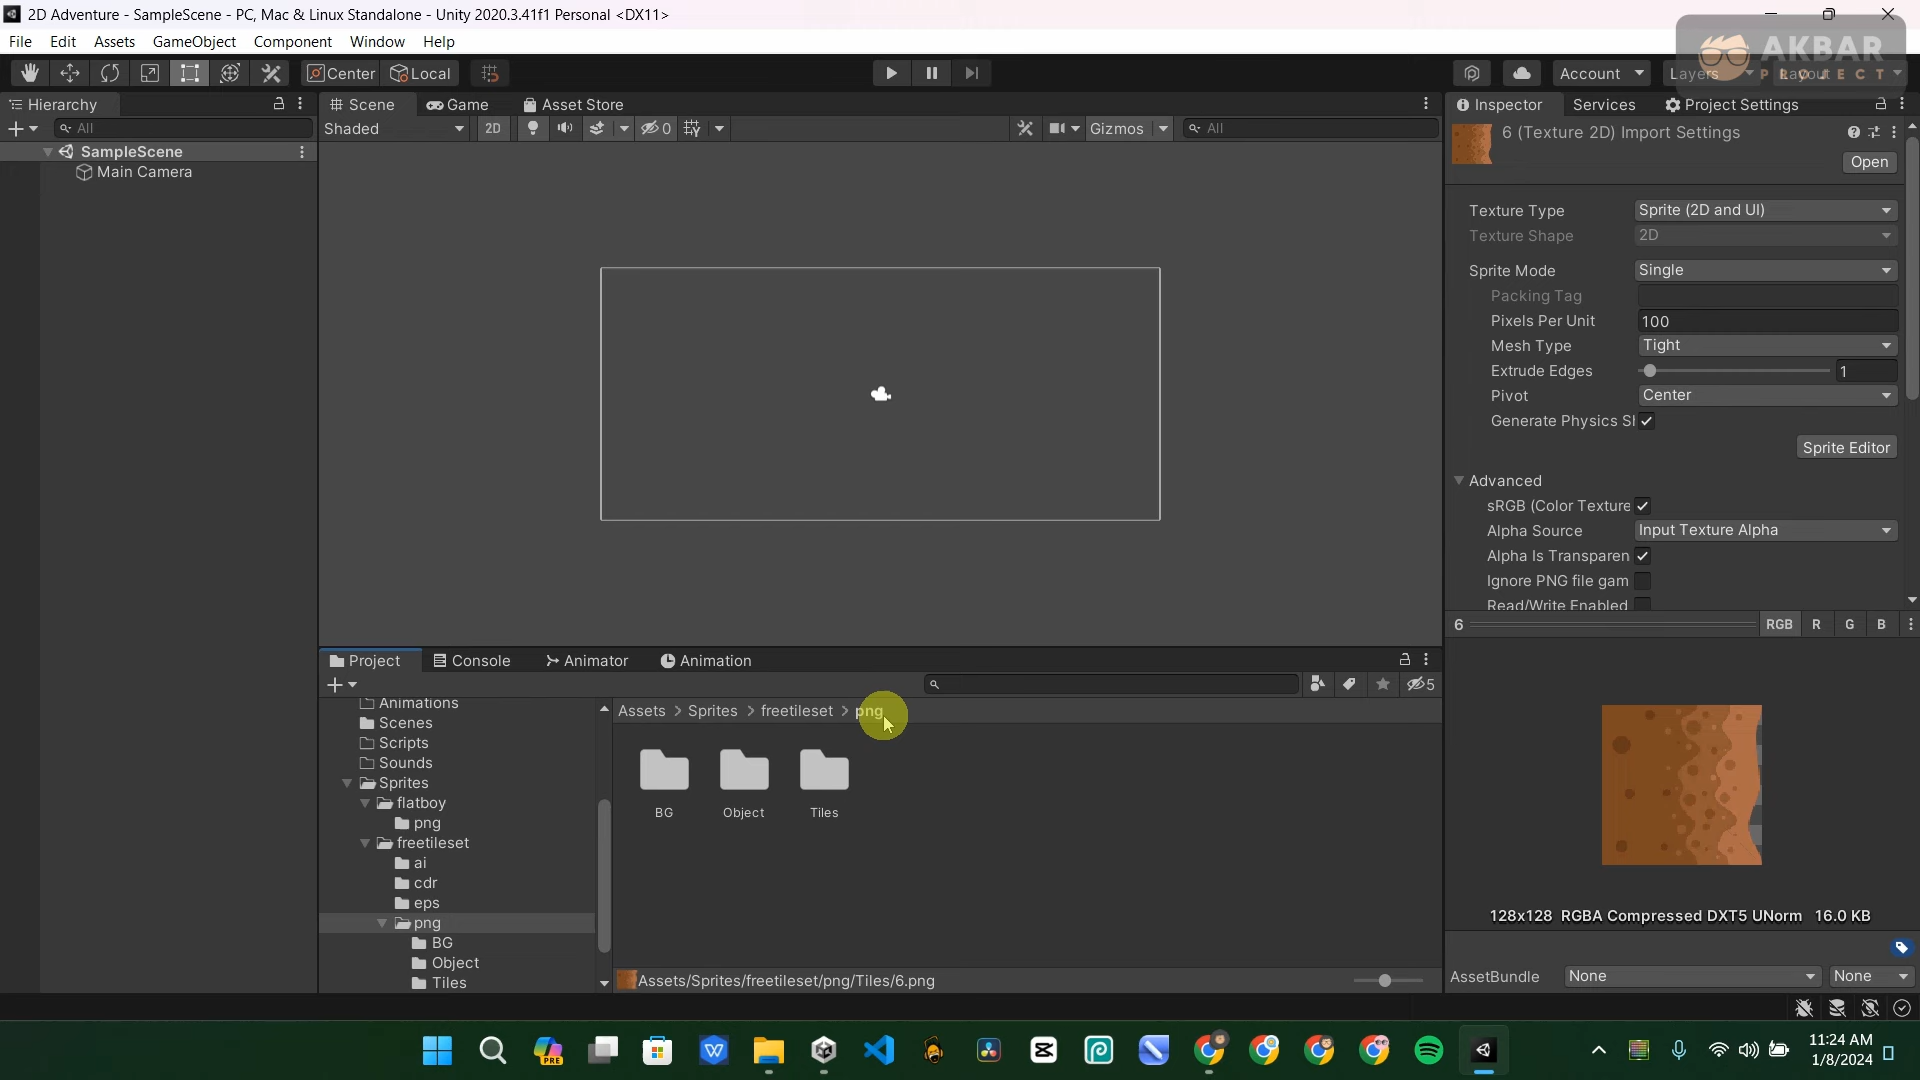 2D Adventure - SampleScene - PC, Mac & Linux Standalone - Unity 2020.3.41f1 Personal <DX11>
AKBAR
PROJECT
File Edit Assets GameObject Component Window Help
Center Local
Account Layers Layout
Hierarchy
All
SampleScene
Main Camera
Scene Game Asset Store
Shaded 2D 0 Gizmos All
Inspector Services Project Settings
6 (Texture 2D) Import Settings
Open
Texture Type Sprite (2D and UI)
Texture Shape 2D
Sprite Mode Single
Packing Tag
Pixels Per Unit 100
Mesh Type Tight
Extrude Edges 1
Pivot Center
Generate Physics Sl
Sprite Editor
Advanced
sRGB (Color Texture
Alpha Source Input Texture Alpha
Alpha Is Transparen
Ignore PNG file gam
Read/Write Enabled
6 RGB R G B
128x128 RGBA Compressed DXT5 UNorm 16.0 KB
AssetBundle None None
Project Console Animator Animation
5
Animations
Scenes
Scripts
Sounds
Sprites
flatboy
png
freetileset
ai
cdr
eps
png
BG
Object
Tiles
Assets > Sprites > freetileset > png
BG Object Tiles
Assets/Sprites/freetileset/png/Tiles/6.png
PRE
11:24 AM
1/8/2024